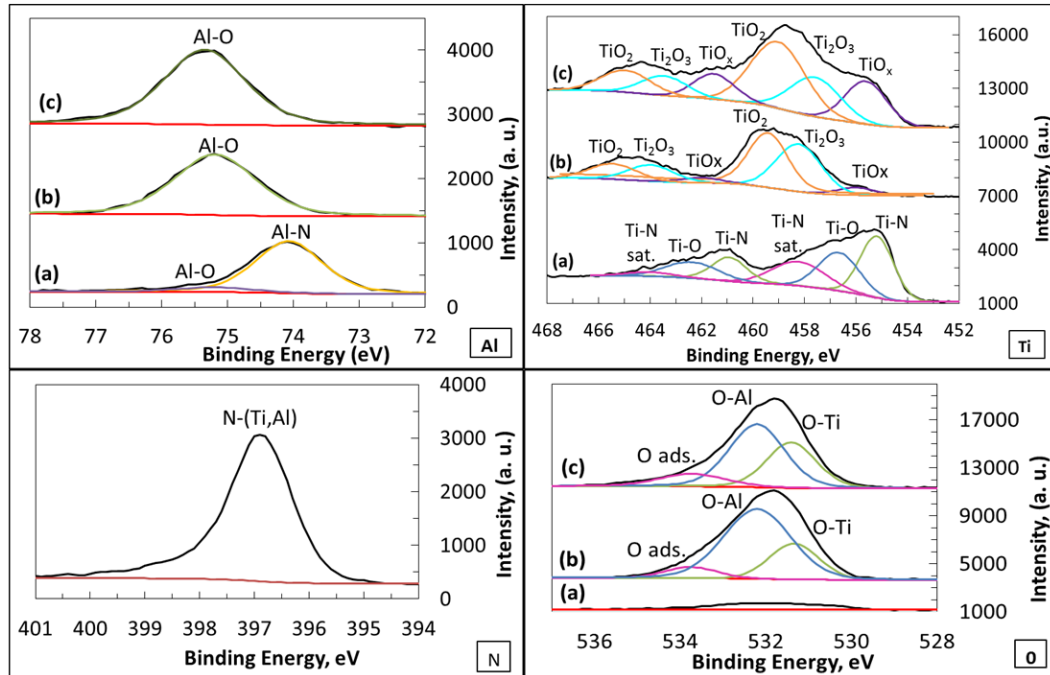 Al-O
(c)
Al-O
(b)
Al-N
Al-O
(a)
4000
3000
2000
1000
0
Intensity, (a. u.)
78 77 76 75 74 73 72
Binding Energy (eV)
Al
TiO2 Ti2O3 TiOx TiO2 Ti2O3 TiOx
(c)
TiO2 Ti2O3 TiOx TiO2 Ti2O3 TiOx
(b)
Ti-N sat. Ti-O Ti-N Ti-N sat. Ti-O Ti-N
(a)
16000
13000
10000
7000
4000
1000
Intensity, (a.u.)
468 466 464 462 460 458 456 454 452
Binding Energy, eV
Ti
N-(Ti,Al)
4000
3000
2000
1000
0
Intensity, (a. u.)
401 400 399 398 397 396 395 394
Binding Energy, eV
N
O-Al
O-Ti
O ads.
(c)
O-Al
O-Ti
O ads.
(b)
(a)
17000
13000
9000
5000
1000
Intensity, (a. u.)
536 534 532 530 528
Binding Energy, eV
O